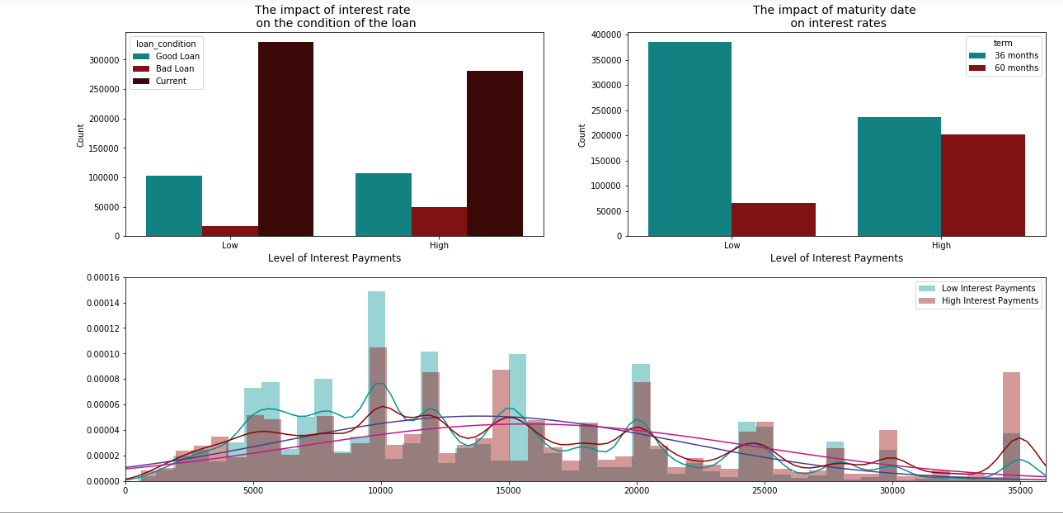 The impact of interest rate
on the condition of the loan
loan_condition
Good Loan
Bad Loan
Current
300000
250000
200000
150000
100000
50000
0
Count
Low
High
Level of Interest Payments
The impact of maturity date
on interest rates
term
36 months
60 months
400000
350000
300000
250000
200000
150000
100000
50000
0
Count
Low
High
Level of Interest Payments
Low Interest Payments
High Interest Payments
0.00016
0.00014
0.00012
0.00010
0.00008
0.00006
0.00004
0.00002
0.00000
0
5000
10000
15000
20000
25000
30000
35000